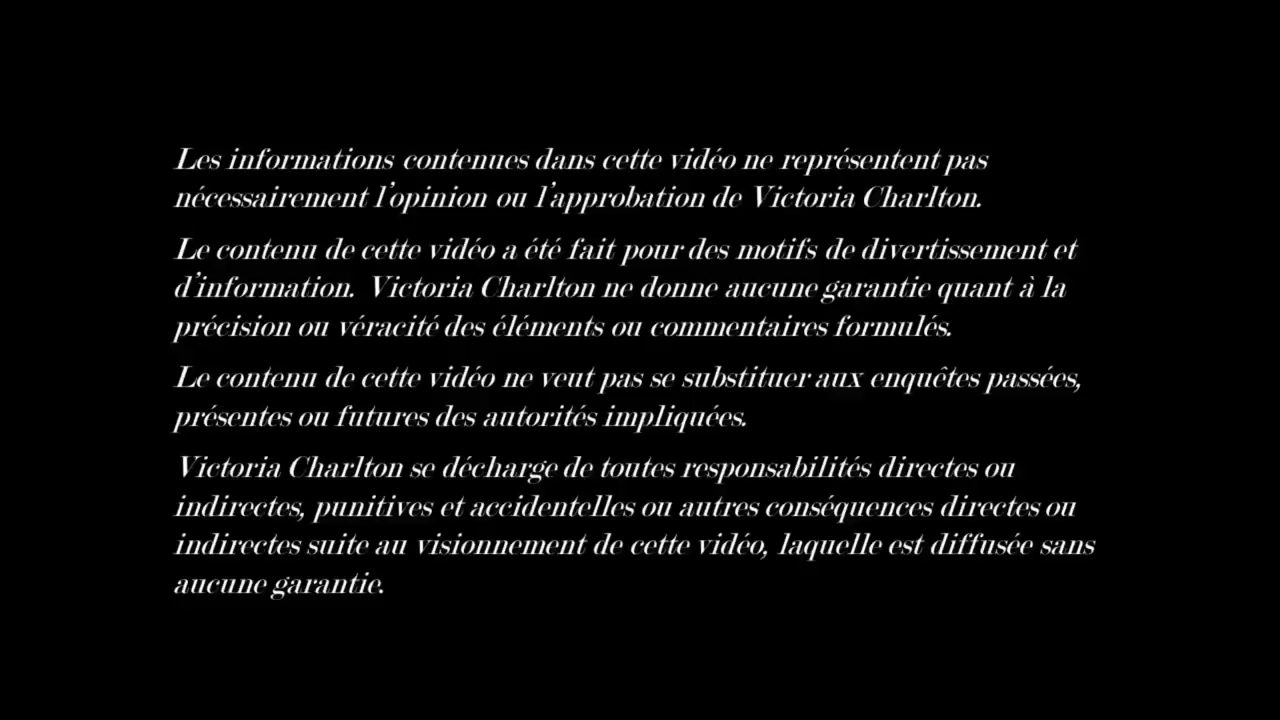 Les informations contenues dans cette vidéo ne représentent pas
nécessairement l'opinion ou l'approbation de Victoria Charlton.
Le contenu de cette vidéo a été fait pour des motifs de divertissement et
d'information. Victoria Charlton ne donne aucune garantie quant à la
précision ou véracité des éléments ou commentaires formulés.
Le contenu de cette vidéo ne veut pas se substituer aux enquêtes passées,
présentes ou futures des autorités impliquées.
Victoria Charlton se décharge de toutes responsabilités directes ou
indirectes, punitives et accidentelles ou autres conséquences directes ou
indirectes suite au visionnement de cette vidéo, laquelle est diffusée sans
aucune garantie.